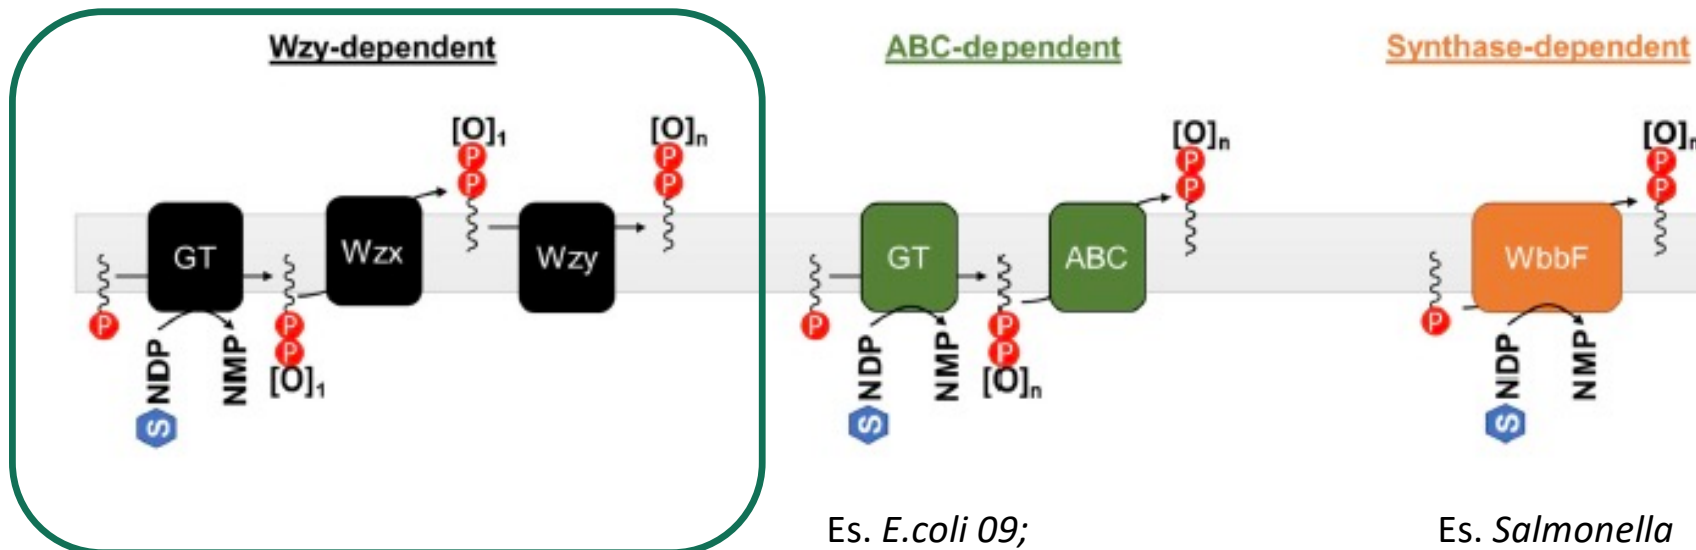 Wzy-dependent
[O]₁
[O]ₙ
P
P
P
P
GT
Wzx
Wzy
P
P
P
[O]₁
NDP
NMP
S
ABC-dependent
[O]ₙ
P
P
GT
ABC
P
P
P
[O]ₙ
NDP
NMP
S
Es. E.coli 09;
Synthase-dependent
[O]ₙ
P
P
WbbF
P
NDP
NMP
S
Es. Salmonella